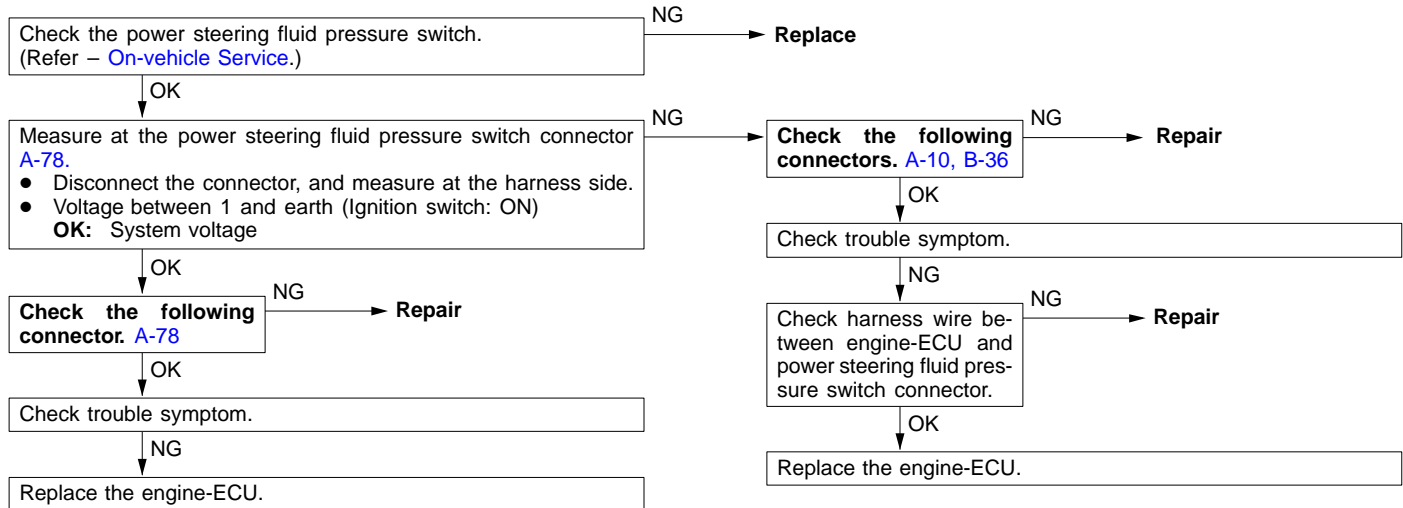 Check the power steering fluid pressure switch.
(Refer – On-vehicle Service.)
NG
Replace
OK
Measure at the power steering fluid pressure switch connector
A-78.
● Disconnect the connector, and measure at the harness side.
● Voltage between 1 and earth (Ignition switch: ON)
OK: System voltage
NG
Check the following
connectors. A-10, B-36
NG
Repair
OK
Check trouble symptom.
NG
Check harness wire be-
tween engine-ECU and
power steering fluid pres-
sure switch connector.
NG
Repair
OK
Replace the engine-ECU.
OK
Check the following
connector. A-78
NG
Repair
OK
Check trouble symptom.
NG
Replace the engine-ECU.